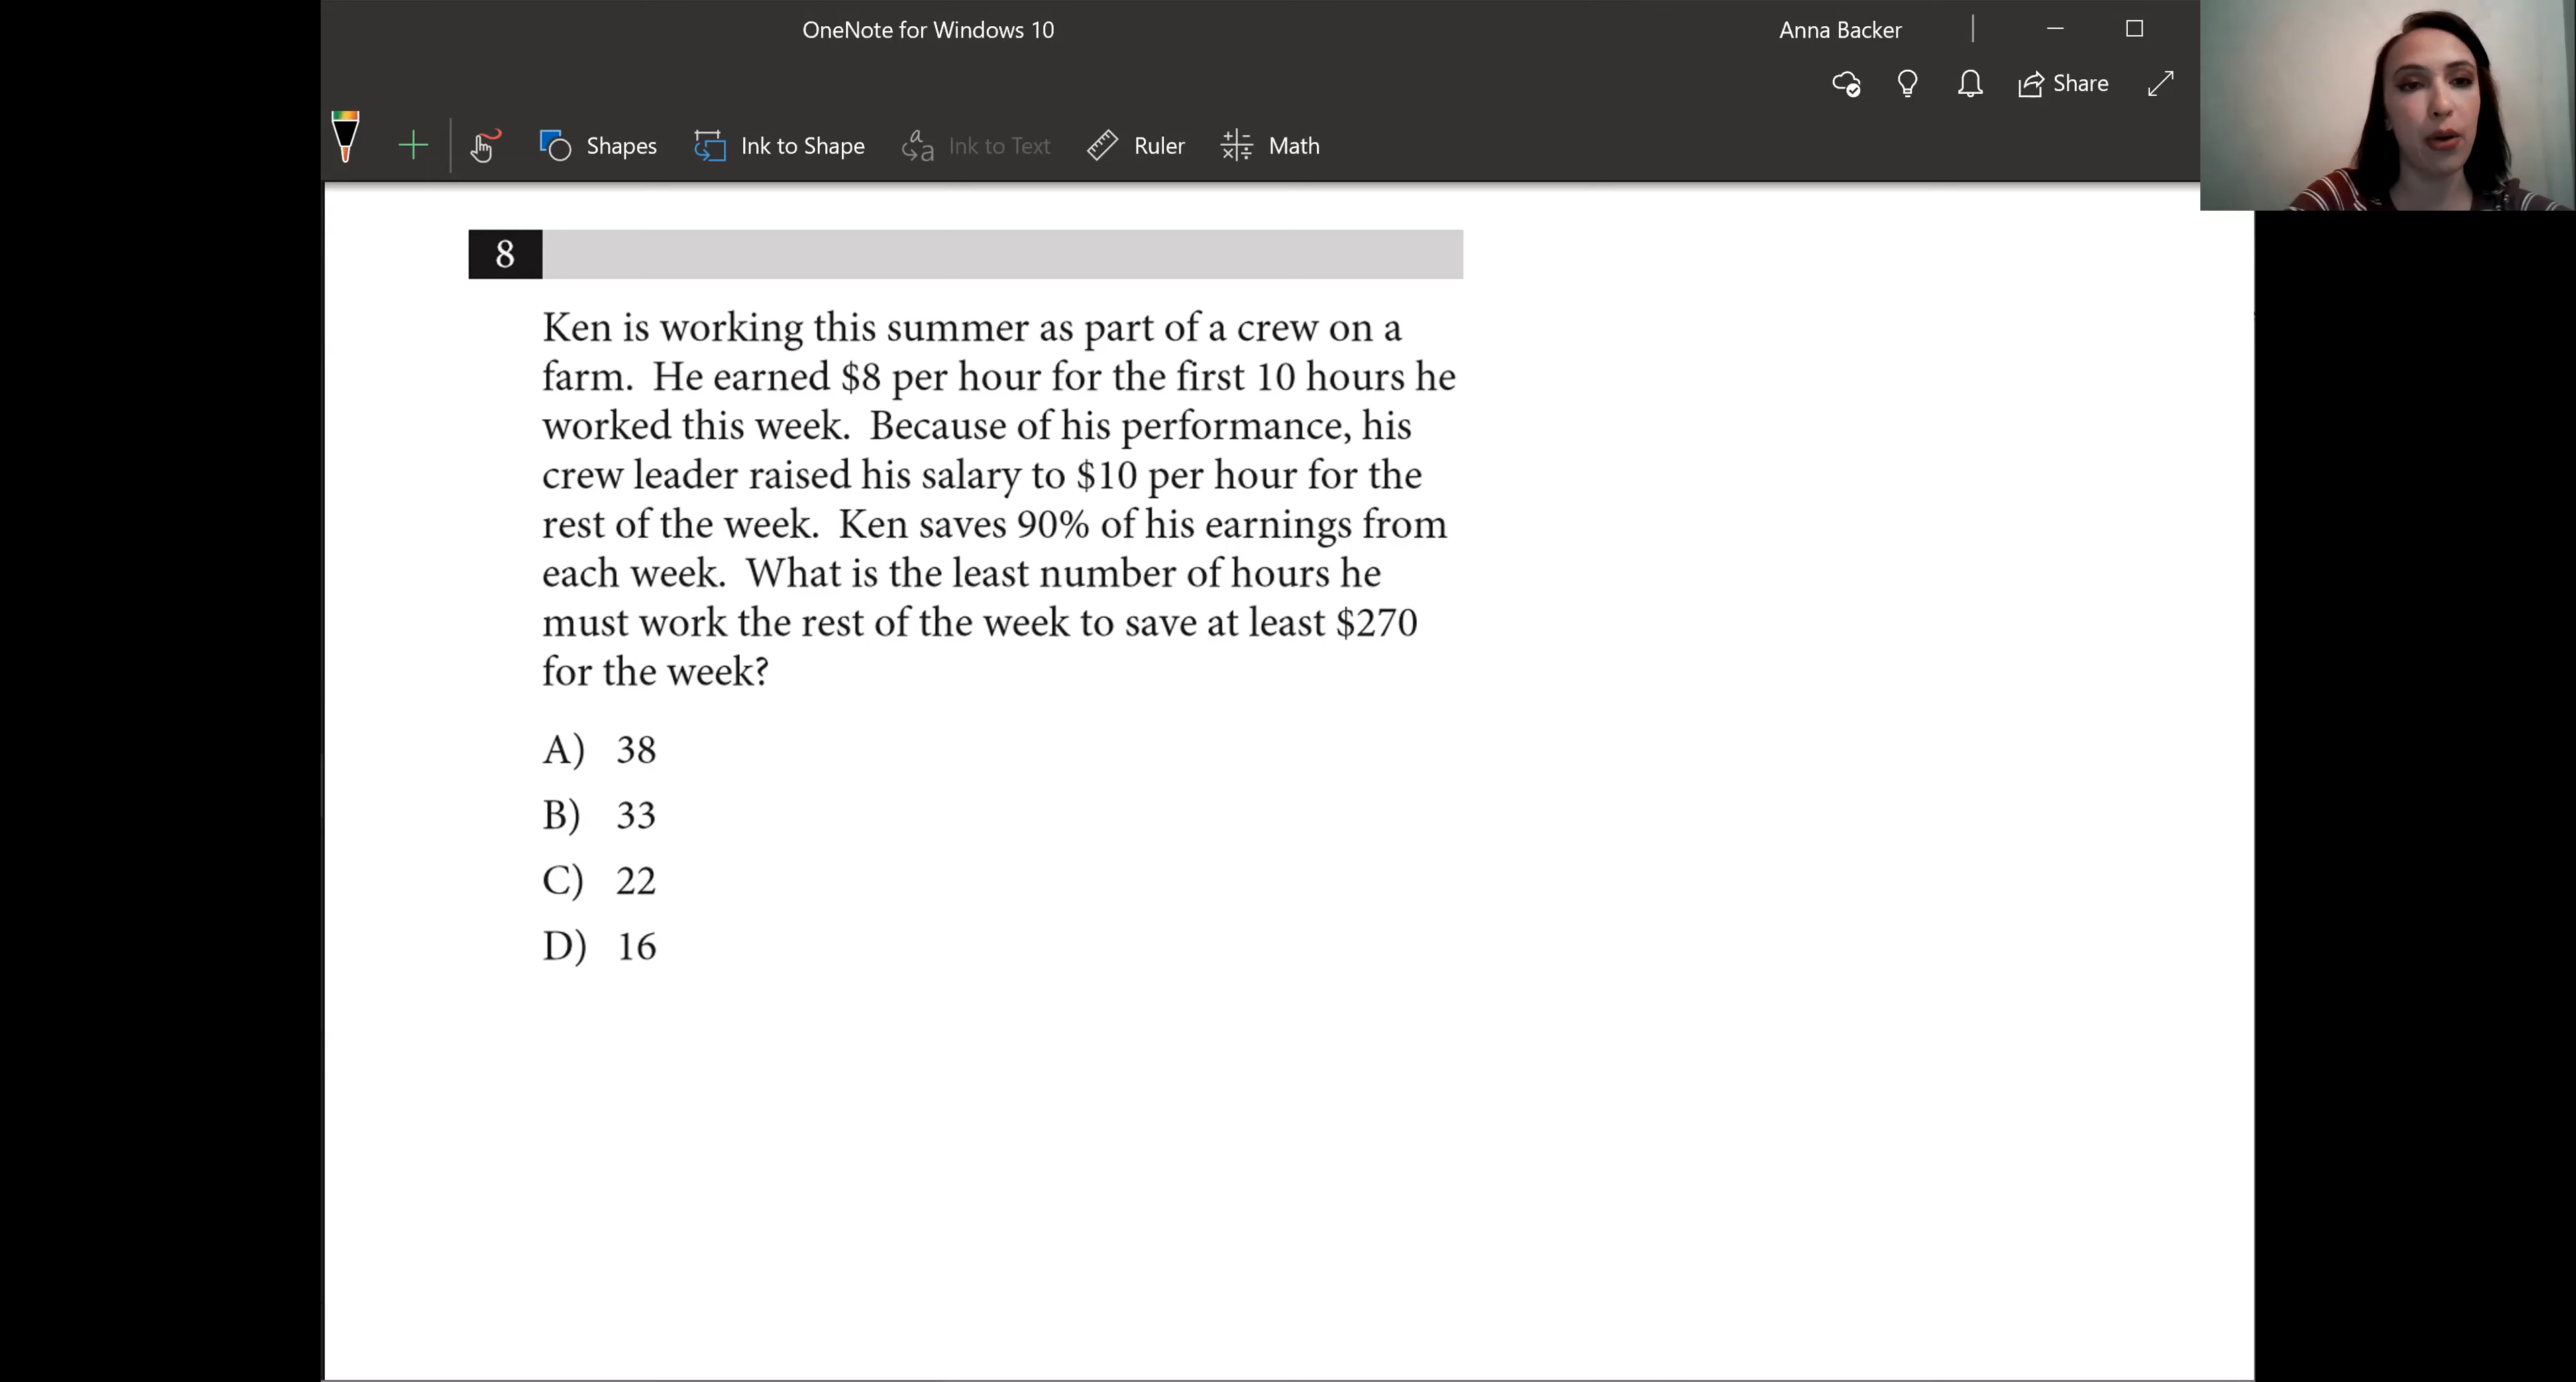 OneNote for Windows 10
Anna Backer
Share
Shapes
Ink to Shape
Ink to Text
Ruler
Math
8
Ken is working this summer as part of a crew on a
farm. He earned $8 per hour for the first 10 hours he
worked this week. Because of his performance, his
crew leader raised his salary to $10 per hour for the
rest of the week. Ken saves 90% of his earnings from
each week. What is the least number of hours he
must work the rest of the week to save at least $270
for the week?
A) 38
B) 33
C) 22
D) 16